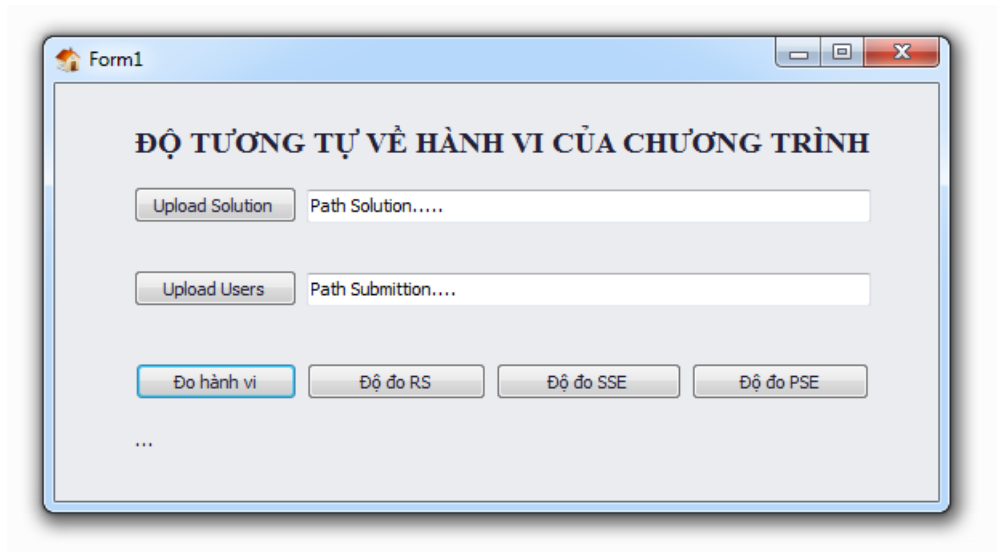 Form1
ĐỘ TƯƠNG TỰ VỀ HÀNH VI CỦA CHƯƠNG TRÌNH
Upload Solution Path Solution.....
Upload Users Path Submittion....
Đo hành vi Độ đo RS Độ đo SSE Độ đo PSE
...